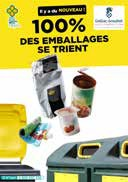 Il y a du NOUVEAU !
100%
DES EMBALLAGES
SE TRIENT